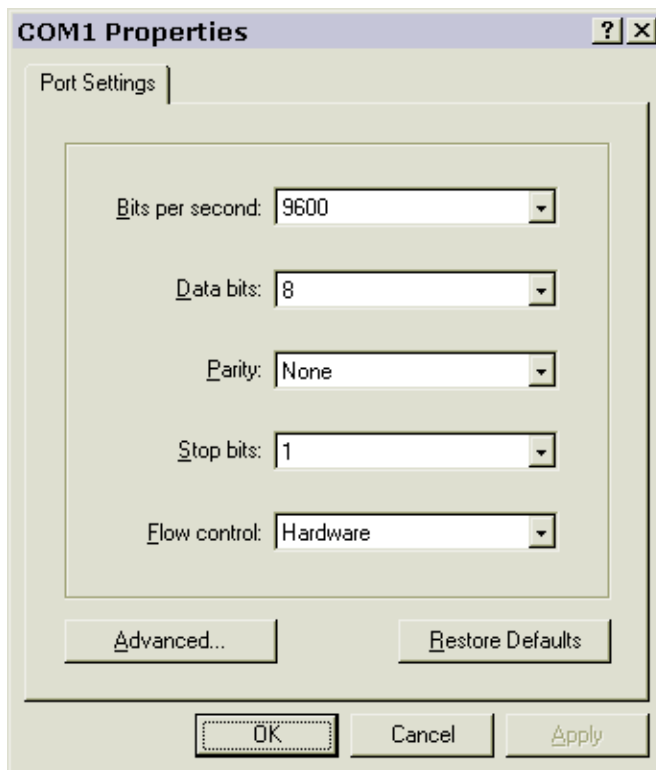 COM1 Properties ? X
Port Settings
Bits per second: 9600
Data bits: 8
Parity: None
Stop bits: 1
Flow control: Hardware
Advanced... Restore Defaults
OK Cancel Apply